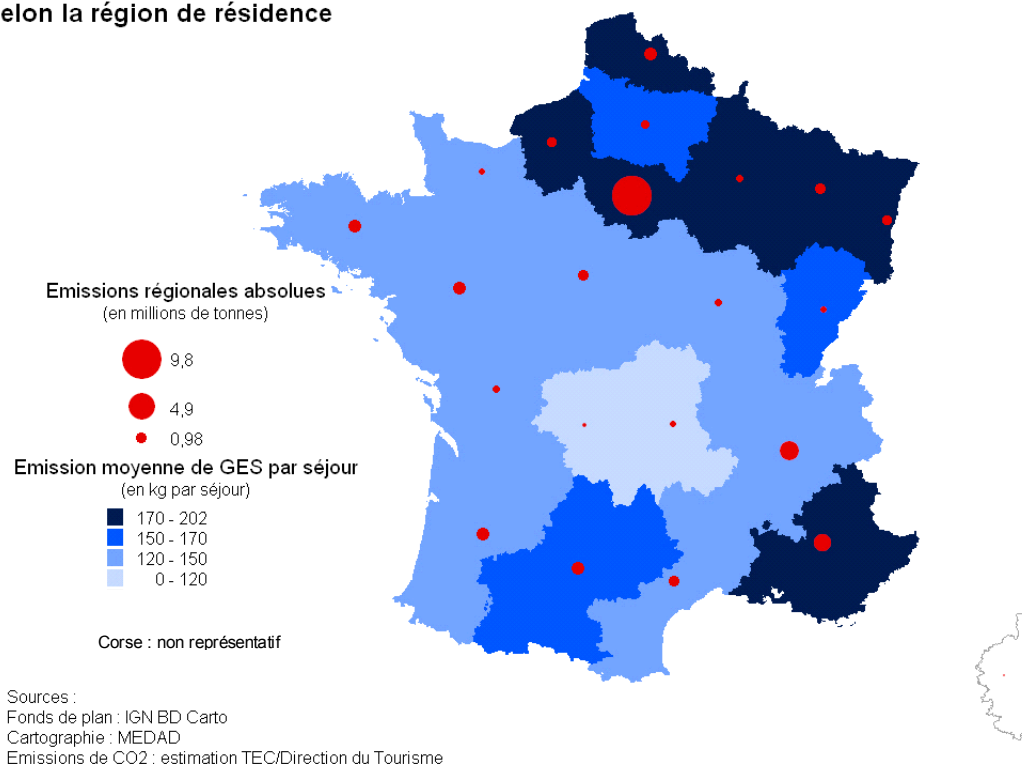 elon la région de résidence
Emissions régionales absolues
(en millions de tonnes)
9,8
4,9
0,98
Emission moyenne de GES par séjour
(en kg par séjour)
170 - 202
150 - 170
120 - 150
0 - 120
Corse : non représentatif
Sources :
Fonds de plan : IGN BD Carto
Cartographie : MEDAD
Emissions de CO2 : estimation TEC/Direction du Tourisme